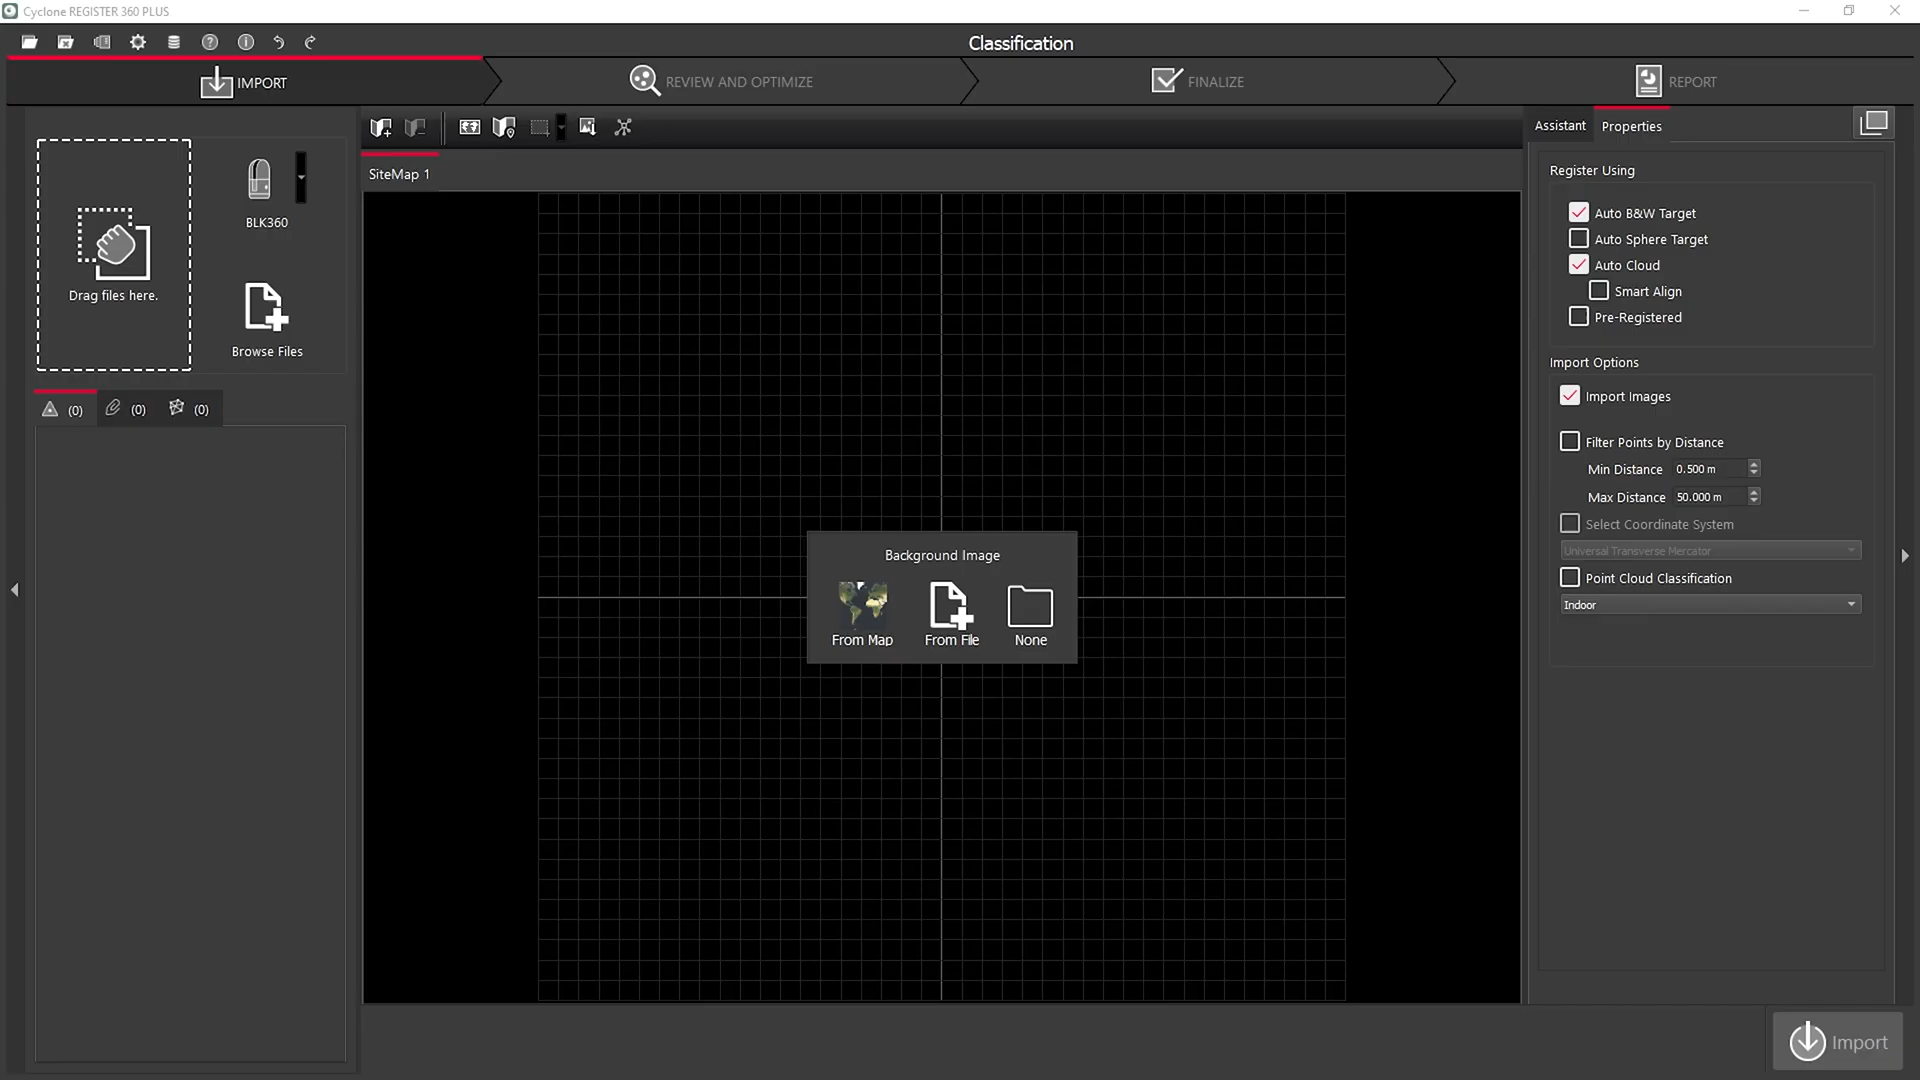 Cyclone REGISTER 360 PLUS
Classification
IMPORT
REVIEW AND OPTIMIZE
FINALIZE
REPORT
Drag files here.
BLK360
Browse Files
(0)
(0)
(0)
SiteMap 1
Background Image
From Map
From File
None
Assistant
Properties
Register Using
Auto B&W Target
Auto Sphere Target
Auto Cloud
Smart Align
Pre-Registered
Import Options
Import Images
Filter Points by Distance
Min Distance 0.500 m
Max Distance 50.000 m
Select Coordinate System
Universal Transverse Mercator
Point Cloud Classification
Indoor
Import